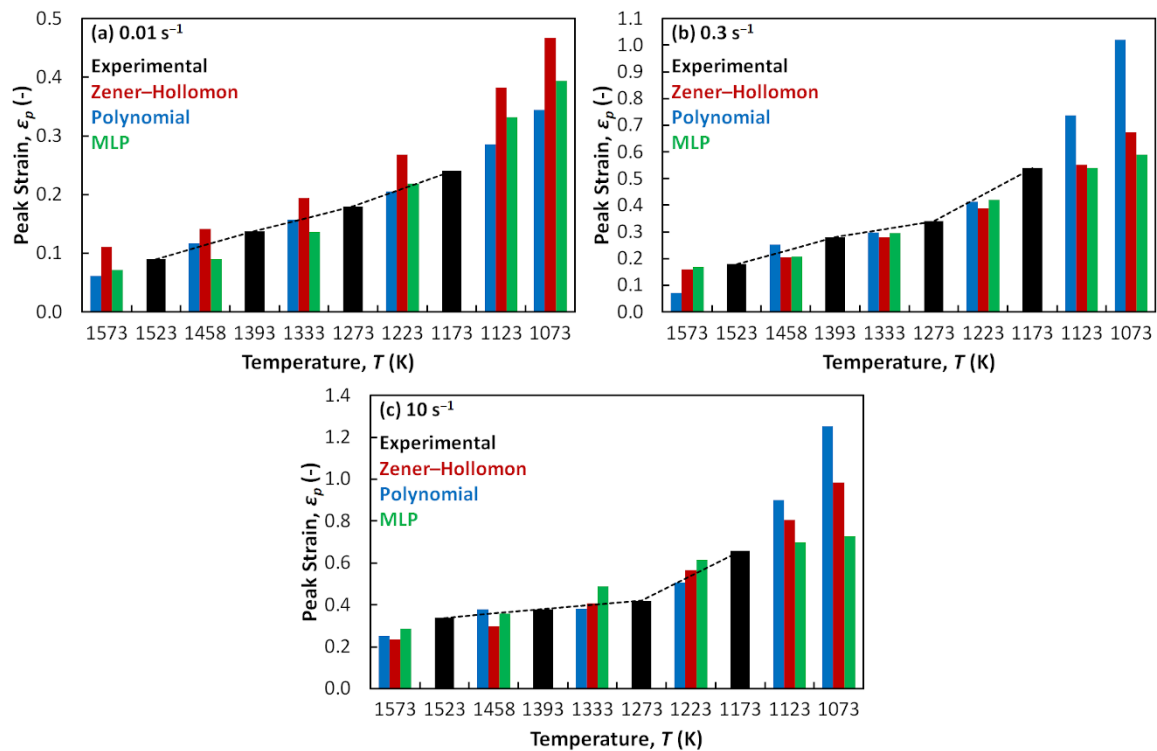 (a) 0.01 s⁻¹
Experimental
Zener–Hollomon
Polynomial
MLP
Peak Strain, εp (-)
0.5
0.4
0.3
0.2
0.1
0.0
1573 1523 1458 1393 1333 1273 1223 1173 1123 1073
Temperature, T (K)
(b) 0.3 s⁻¹
Experimental
Zener–Hollomon
Polynomial
MLP
Peak Strain, εp (-)
1.1
1.0
0.9
0.8
0.7
0.6
0.5
0.4
0.3
0.2
0.1
0.0
1573 1523 1458 1393 1333 1273 1223 1173 1123 1073
Temperature, T (K)
(c) 10 s⁻¹
Experimental
Zener–Hollomon
Polynomial
MLP
Peak Strain, εp (-)
1.4
1.2
1.0
0.8
0.6
0.4
0.2
0.0
1573 1523 1458 1393 1333 1273 1223 1173 1123 1073
Temperature, T (K)